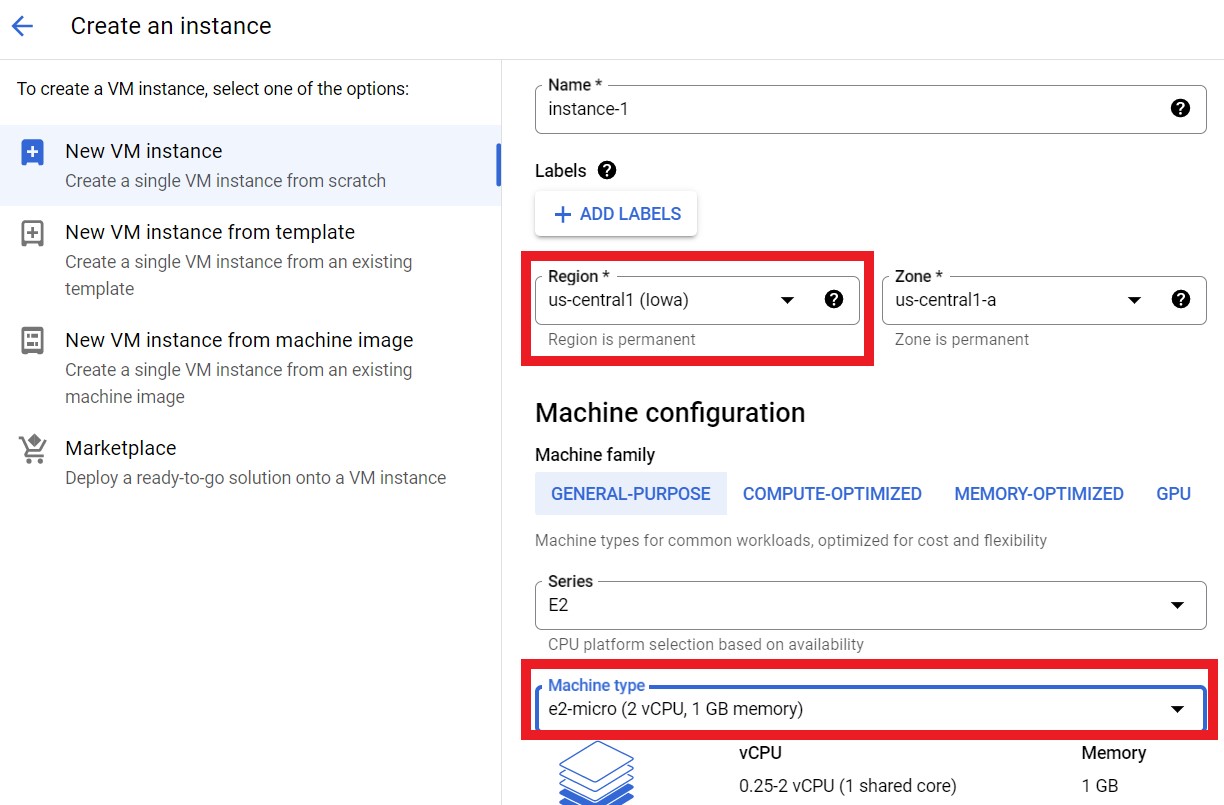 Create an instance
To create a VM instance, select one of the options:
New VM instance
Create a single VM instance from scratch
New VM instance from template
Create a single VM instance from an existing
template
New VM instance from machine image
Create a single VM instance from an existing
machine image
Marketplace
Deploy a ready-to-go solution onto a VM instance
Name *
instance-1
Labels
ADD LABELS
Region *
us-central1 (Iowa)
Region is permanent
Zone *
us-central1-a
Zone is permanent
Machine configuration
Machine family
GENERAL-PURPOSE
COMPUTE-OPTIMIZED
MEMORY-OPTIMIZED
GPU
Machine types for common workloads, optimized for cost and flexibility
Series
E2
CPU platform selection based on availability
Machine type
e2-micro (2 vCPU, 1 GB memory)
vCPU
0.25-2 vCPU (1 shared core)
Memory
1 GB